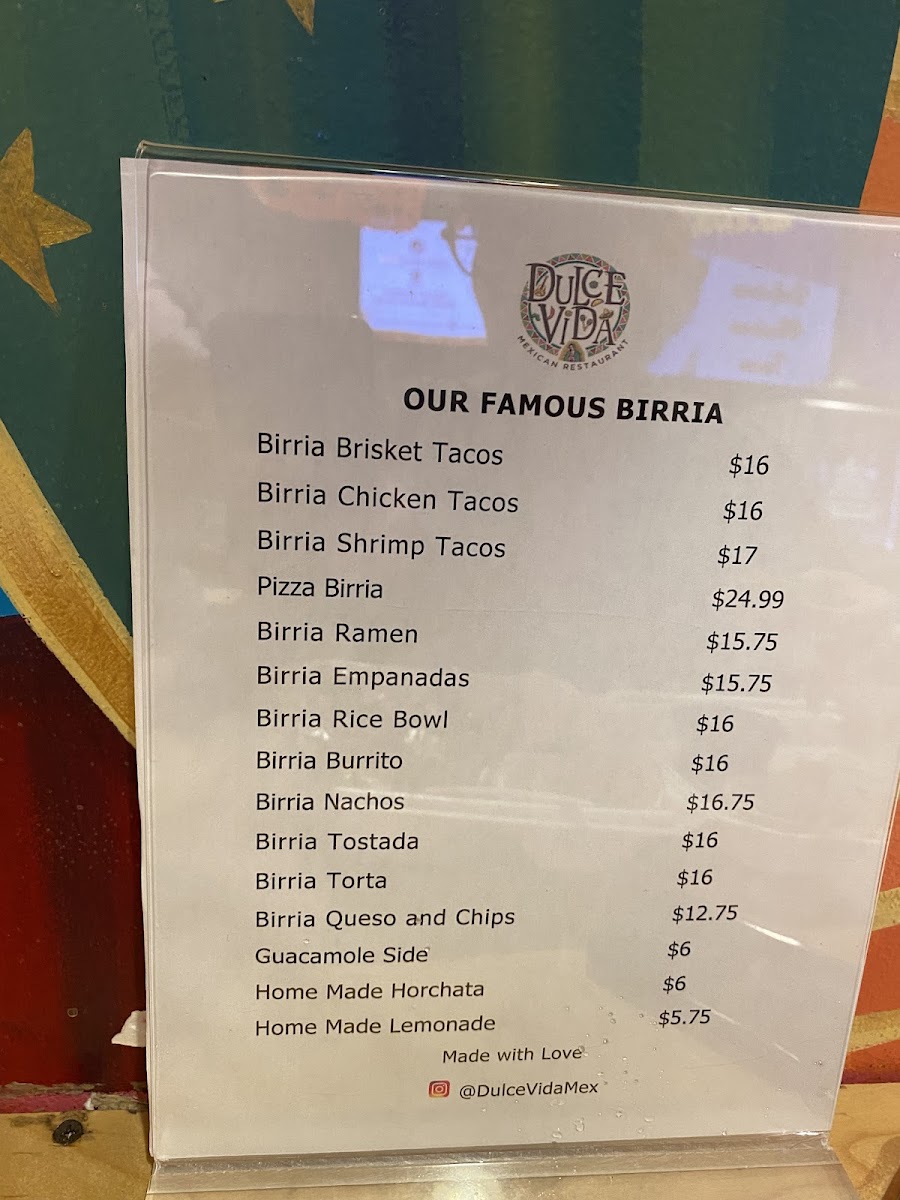 DULCE
VIDA
MEXICAN RESTAURANT
OUR FAMOUS BIRRIA
Birria Brisket Tacos $16
Birria Chicken Tacos $16
Birria Shrimp Tacos $17
Pizza Birria $24.99
Birria Ramen $15.75
Birria Empanadas $15.75
Birria Rice Bowl $16
Birria Burrito $16
Birria Nachos $16.75
Birria Tostada $16
Birria Torta $16
Birria Queso and Chips $12.75
Guacamole Side $6
Home Made Horchata $6
Home Made Lemonade $5.75
Made with Love
@DulceVidaMex